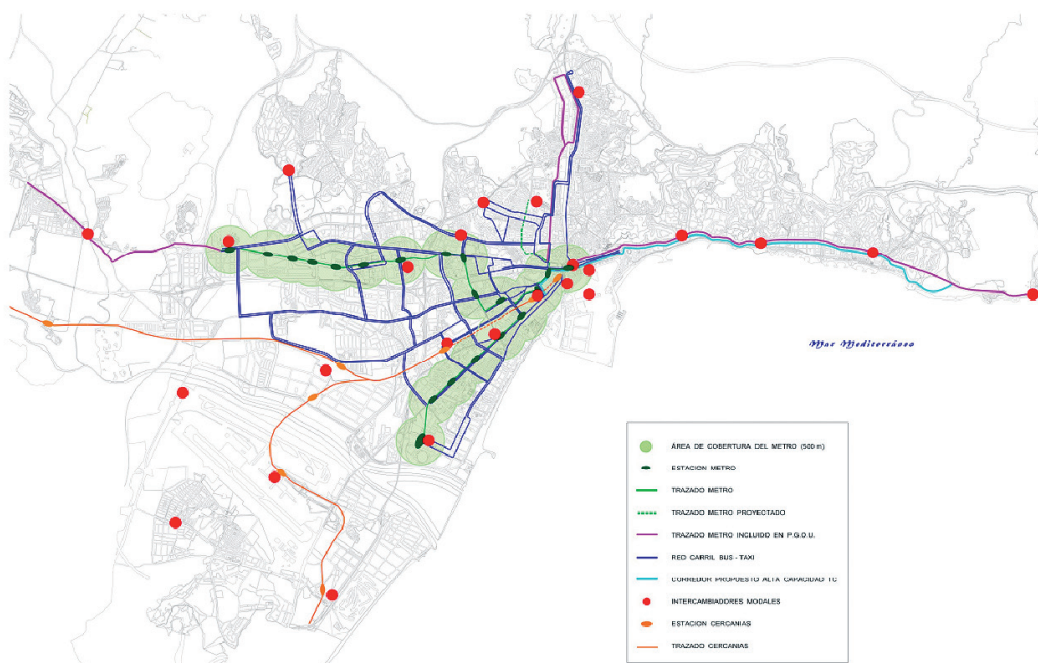 Mar Mediterráneo
ÁREA DE COBERTURA DEL METRO (500 m)
ESTACION METRO
TRAZADO METRO
TRAZADO METRO PROYECTADO
TRAZADO METRO INCLUIDO EN P.G.O.U.
RED CARRIL BUS - TAXI
CORREDOR PROPUESTO ALTA CAPACIDAD TC
INTERCAMBIADORES MODALES
ESTACION CERCANIAS
TRAZADO CERCANIAS